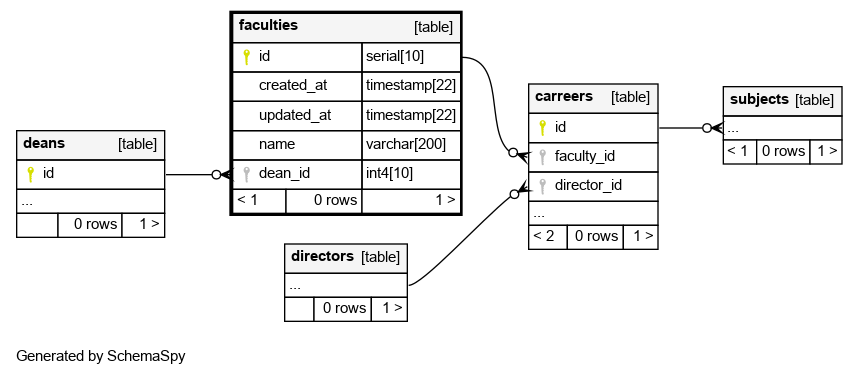 faculties [table]
id serial[10]
created_at timestamp[22]
updated_at timestamp[22]
name varchar[200]
dean_id int4[10]
< 1 0 rows 1 >
deans [table]
id
...
0 rows 1 >
directors [table]
...
0 rows 1 >
carreers [table]
id
faculty_id
director_id
...
< 2 0 rows 1 >
subjects [table]
...
< 1 0 rows 1 >
Generated by SchemaSpy